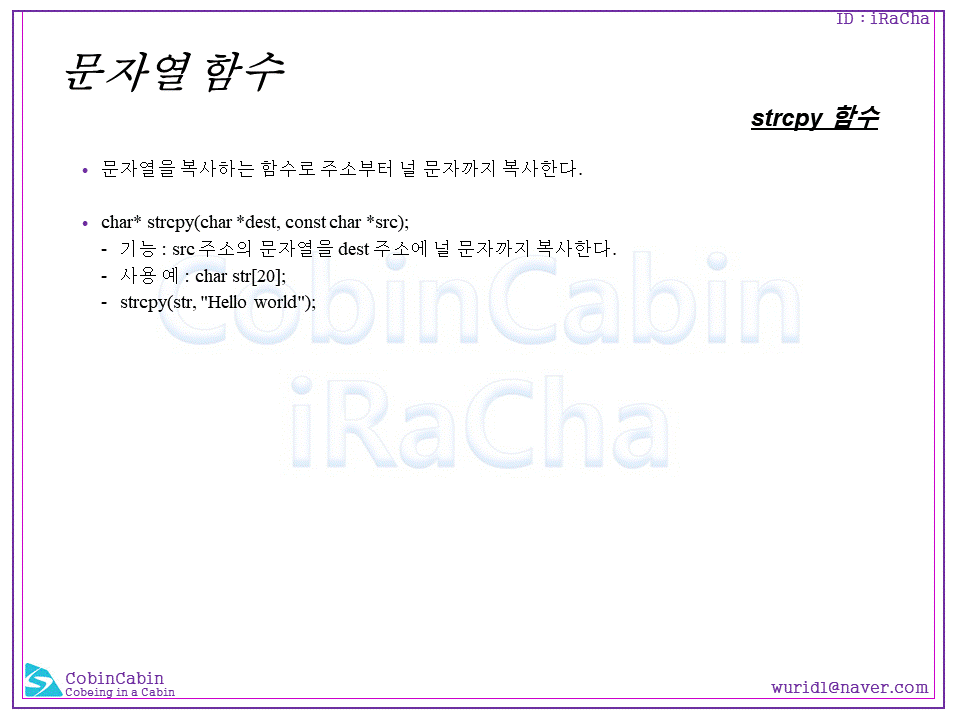 ID : iRaCha
문자열 함수
strcpy 함수
• 문자열을 복사하는 함수로 주소부터 널 문자까지 복사한다.
• char* strcpy(char *dest, const char *src);
- 기능 : src 주소의 문자열을 dest 주소에 널 문자까지 복사한다.
- 사용 예 : char str[20];
- strcpy(str, "Hello world");
CobinCabin
iRaCha
CobinCabin
Cobeing in a Cabin
wurid1@naver.com